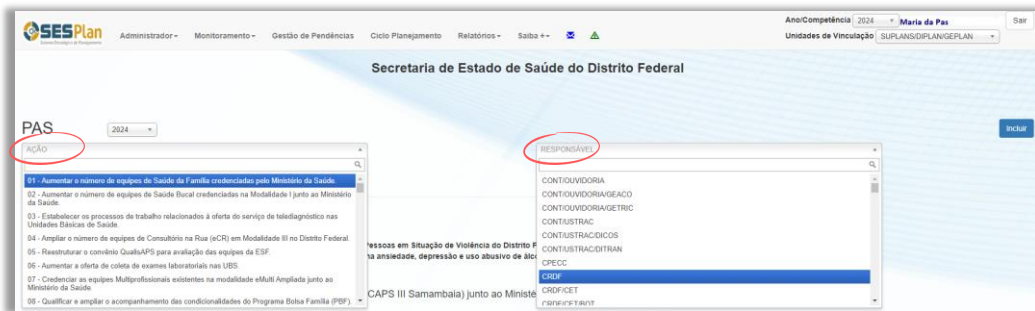 SESPlan
Administrador
Monitoramento
Gestão de Pendências
Ciclo Planejamento
Relatórios
Saiba +
Ano/Competência 2024 Maria da Pas Sair
Unidades de Vinculação SUPLANS/DIPLAN/GEPLAN
Secretaria de Estado de Saúde do Distrito Federal
PAS 2024 Incluir
AÇÃO
01 - Aumentar o número de equipes de Saúde da Família credenciadas pelo Ministério da Saúde.
02 - Aumentar o número de equipes de Saúde Bucal credenciadas na Modalidade I junto ao Ministério
da Saúde.
03 - Estabelecer os processos de trabalho relacionados à oferta do serviço de telediagnóstico nas
Unidades Básicas de Saúde.
04 - Ampliar o número de equipes de Consultório na Rua (eCR) em Modalidade III no Distrito Federal.
05 - Reestruturar o convênio QualisAPS para avaliação das equipes da ESF.
06 - Aumentar a oferta de coleta de exames laboratoriais nas UBS.
07 - Credenciar as equipes Multiprofissionais existentes na modalidade eMulti Ampliada junto ao
Ministério da Saúde
08 - Qualificar e ampliar o acompanhamento das condicionalidades do Programa Bolsa Família (PBF).
Pessoas em Situação de Violência do Distrito F
na ansiedade, depressão e uso abusivo de álco
CAPS III Samambaia) junto ao Ministé
RESPONSÁVEL
CONT/OUVIDORIA
CONT/OUVIDORIA/GEACO
CONT/OUVIDORIA/GETRIC
CONT/USTRAC
CONT/USTRAC/DICOS
CONT/USTRAC/DITRAN
CPECC
CRDF
CRDF/CET
CRDF/CET/BOT